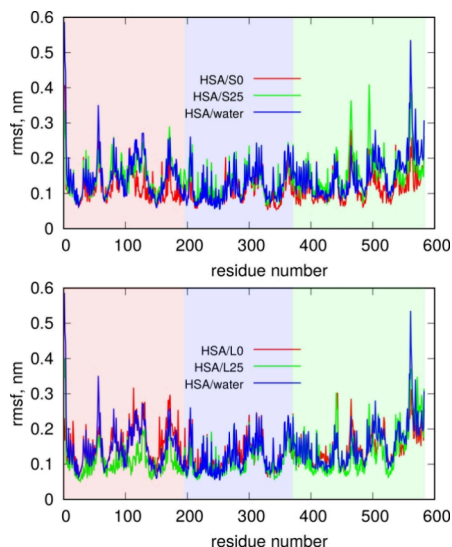 0.6
0.5
0.4
0.3
0.2
0.1
0
rmsf, nm
HSA/S0
HSA/S25
HSA/water
0 100 200 300 400 500 600
residue number
0.6
0.5
0.4
0.3
0.2
0.1
0
rmsf, nm
HSA/L0
HSA/L25
HSA/water
0 100 200 300 400 500 600
residue number